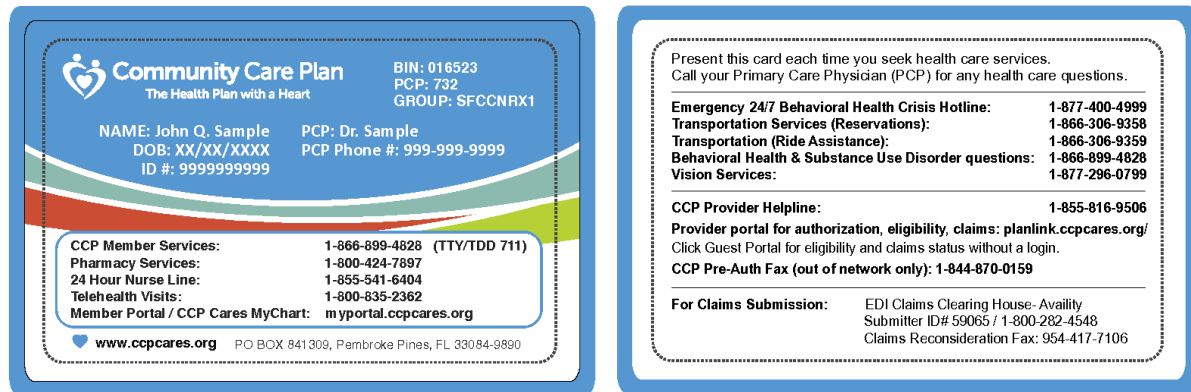 Community Care Plan
The Health Plan with a Heart
BIN: 016523
PCP: 732
GROUP: SFCCNRX1
NAME: John Q. Sample
DOB: XX/XX/XXXX
ID #: 9999999999
PCP: Dr. Sample
PCP Phone #: 999-999-9999
CCP Member Services: 1-866-899-4828 (TTY/TDD 711)
Pharmacy Services: 1-800-424-7897
24 Hour Nurse Line: 1-855-541-6404
Telehealth Visits: 1-800-835-2362
Member Portal / CCP Cares MyChart: myportal.ccpcares.org
www.ccpcares.org PO BOX 841309, Pembroke Pines, FL 33084-9890
Present this card each time you seek health care services.
Call your Primary Care Physician (PCP) for any health care questions.
Emergency 24/7 Behavioral Health Crisis Hotline: 1-877-400-4999
Transportation Services (Reservations): 1-866-306-9358
Transportation (Ride Assistance): 1-866-306-9359
Behavioral Health & Substance Use Disorder questions: 1-866-899-4828
Vision Services: 1-877-296-0799
CCP Provider Helpline: 1-855-816-9506
Provider portal for authorization, eligibility, claims: planlink.ccpcares.org/
Click Guest Portal for eligibility and claims status without a login.
CCP Pre-Auth Fax (out of network only): 1-844-870-0159
For Claims Submission: EDI Claims Clearing House- Availity
Submitter ID# 59065 / 1-800-282-4548
Claims Reconsideration Fax: 954-417-7106